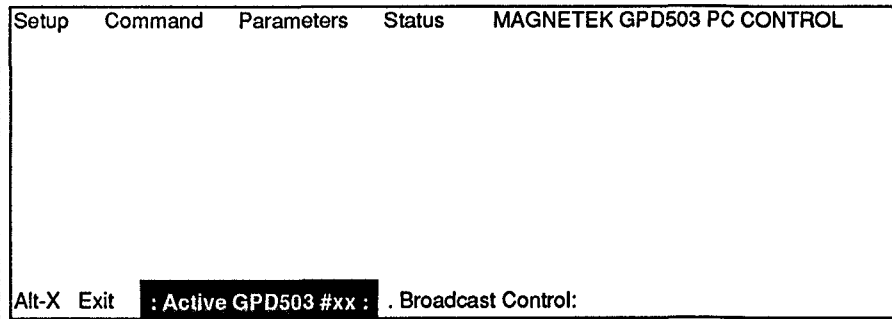 Setup Command Parameters Status MAGNETEK GPD503 PC CONTROL
Alt-X Exit : Active GPD503 #xx : . Broadcast Control: